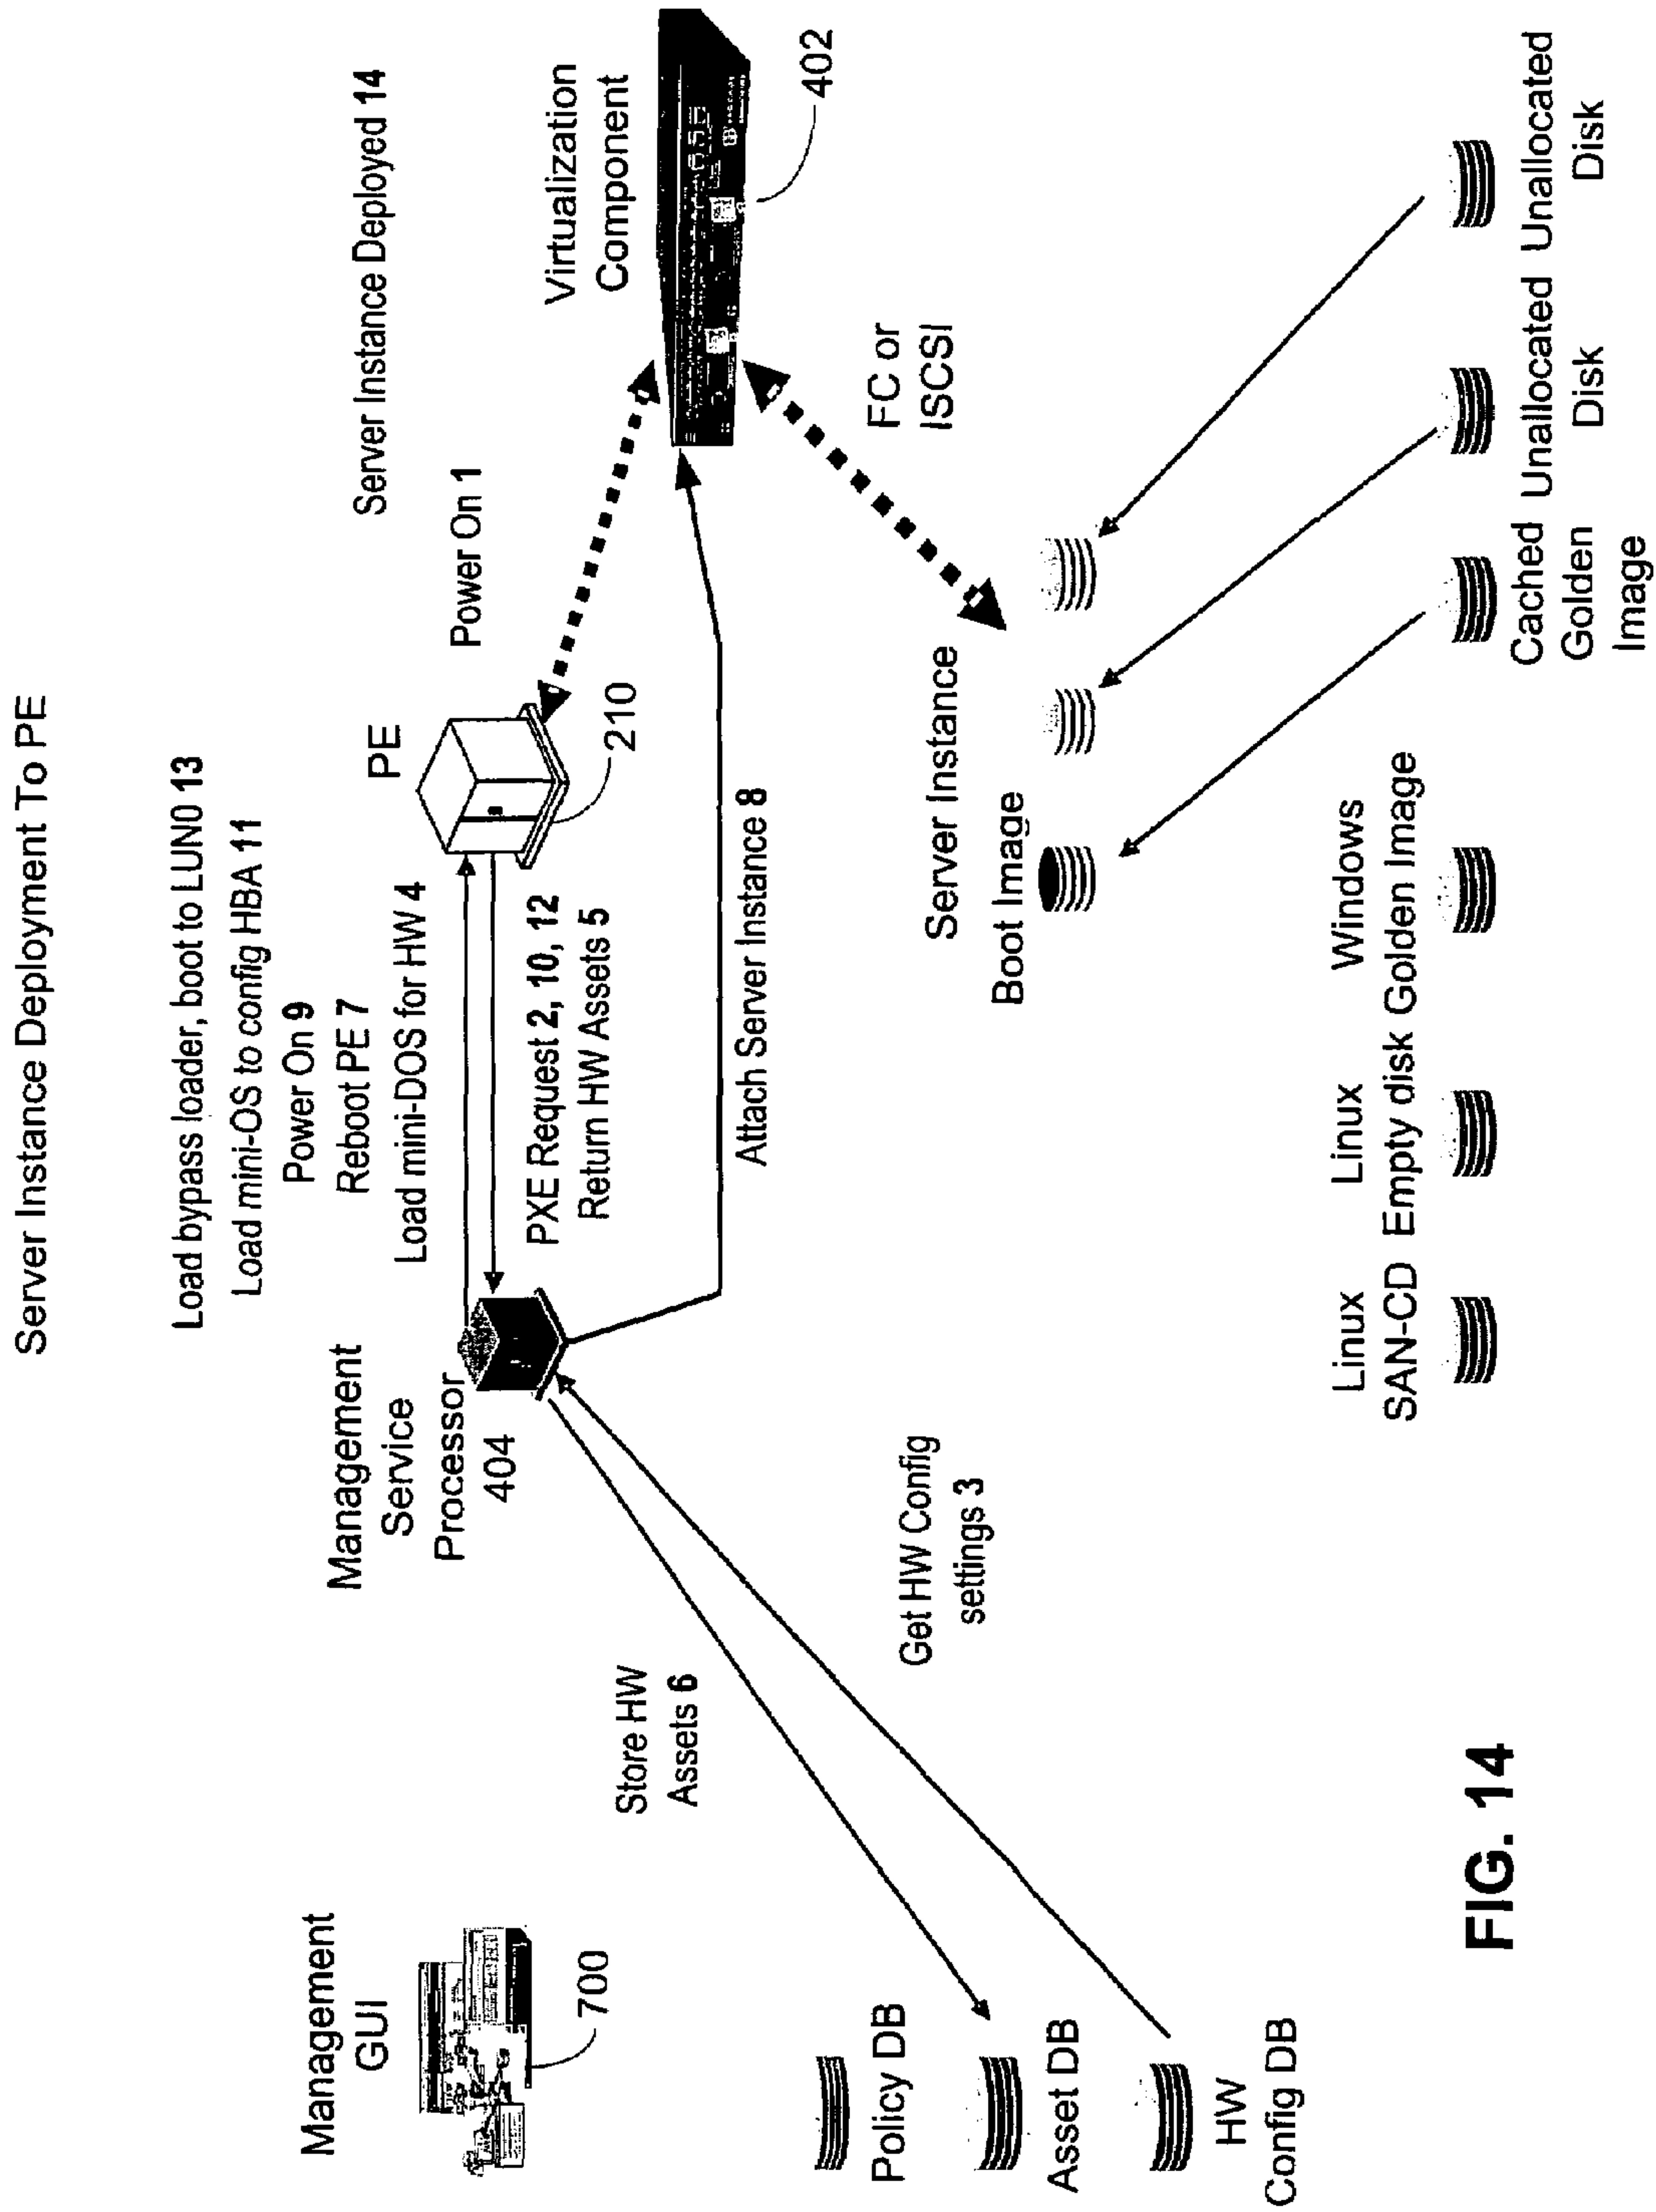 Server Instance Deployment To PE
Load bypass loader, boot to LUN0 13
Load mini-OS to config HBA 11
Power On 9
Reboot PE 7
Load mini-DOS for HW 4
PXE Request 2, 10, 12
Return HW Assets 5
Attach Server Instance 8
Management
GUI
700
Management
Service
Processor
404
PE
210
Power On 1
Server Instance Deployed 14
Virtualization
Component
402
FC or
ISCSI
Store HW
Assets 6
Get HW Config
settings 3
Policy DB
Asset DB
HW
Config DB
Server Instance
Boot Image
Linux
SAN-CD
Linux
Empty disk
Windows
Golden Image
Cached
Golden
Image
Unallocated
Disk
Unallocated
Disk
FIG. 14